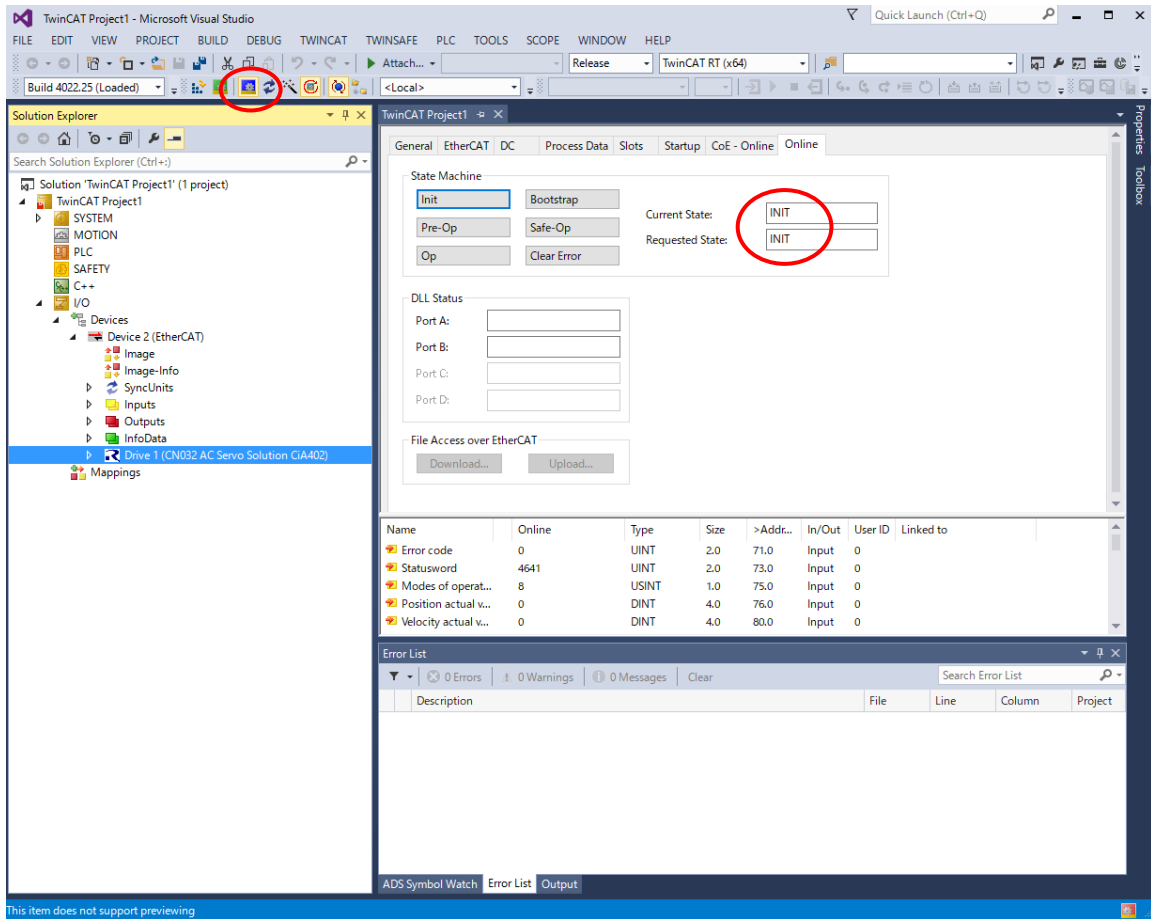 TwinCAT Project1 - Microsoft Visual Studio
Quick Launch (Ctrl+Q)
FILE EDIT VIEW PROJECT BUILD DEBUG TWINCAT TWINSAFE PLC TOOLS SCOPE WINDOW HELP
Attach... Release TwinCAT RT (x64)
Build 4022.25 (Loaded) <Local>
Solution Explorer
Search Solution Explorer (Ctrl+:)
Solution 'TwinCAT Project1' (1 project)
TwinCAT Project1
SYSTEM
MOTION
PLC
SAFETY
C++
I/O
Devices
Device 2 (EtherCAT)
Image
Image-Info
SyncUnits
Inputs
Outputs
InfoData
Drive 1 (CN032 AC Servo Solution CiA402)
Mappings
TwinCAT Project1
General EtherCAT DC Process Data Slots Startup CoE - Online Online
State Machine
Init Bootstrap
Pre-Op Safe-Op
Op Clear Error
Current State: INIT
Requested State: INIT
DLL Status
Port A:
Port B:
Port C:
Port D:
File Access over EtherCAT
Download... Upload...
Name Online Type Size >Addr... In/Out User ID Linked to
Error code 0 UINT 2.0 71.0 Input 0
Statusword 4641 UINT 2.0 73.0 Input 0
Modes of operat... 8 USINT 1.0 75.0 Input 0
Position actual v... 0 DINT 4.0 76.0 Input 0
Velocity actual v... 0 DINT 4.0 80.0 Input 0
Error List
0 Errors 0 Warnings 0 Messages Clear Search Error List
Description File Line Column Project
ADS Symbol Watch Error List Output
This item does not support previewing
Properties
Toolbox